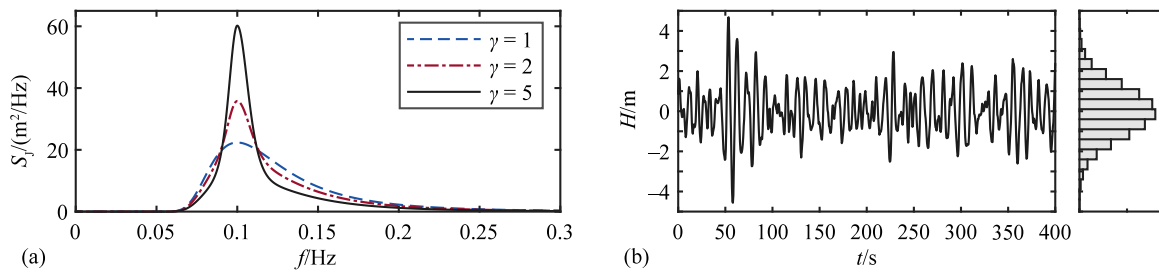 60
40
20
0
S_J/(m²/Hz)
γ = 1
γ = 2
γ = 5
0 0.05 0.1 0.15 0.2 0.25 0.3
(a) f/Hz
4
2
0
−2
−4
H/m
0 50 100 150 200 250 300 350 400
(b) t/s